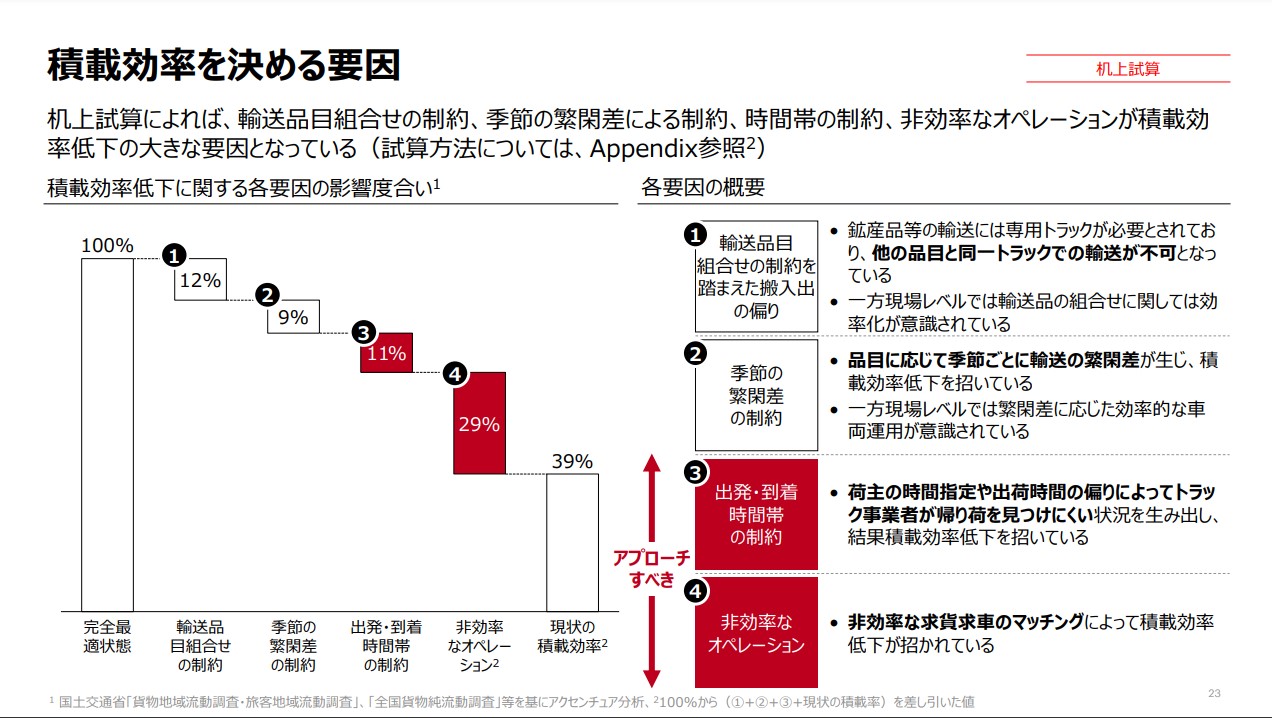 積載効率を決める要因
机上試算
机上試算によれば、輸送品目組合せの制約、季節の繁閑差による制約、時間帯の制約、非効率なオペレーションが積載効
率低下の大きな要因となっている（試算方法については、Appendix参照2）
積載効率低下に関する各要因の影響度合い1
100%
1
12%
2
9%
3
11%
4
29%
39%
完全最
適状態
輸送品
目組合せ
の制約
季節の
繁閑差
の制約
出発・到着
時間帯
の制約
非効率
なオペレー
ション2
現状の
積載効率2
各要因の概要
1
輸送品目
組合せの制約を
踏まえた搬入出
の偏り
• 鉱産品等の輸送には専用トラックが必要とされてお
り、他の品目と同一トラックでの輸送が不可となっ
ている
• 一方現場レベルでは輸送品の組合せに関しては効
率化が意識されている
2
季節の
繁閑差
の制約
• 品目に応じて季節ごとに輸送の繁閑差が生じ、積
載効率低下を招いている
• 一方現場レベルでは繁閑差に応じた効率的な車
両運用が意識されている
アプローチ
すべき
3
出発・到着
時間帯
の制約
• 荷主の時間指定や出荷時間の偏りによってトラッ
ク事業者が帰り荷を見つけにくい状況を生み出し、
結果積載効率低下を招いている
4
非効率な
オペレーション
• 非効率な求貨求車のマッチングによって積載効率
低下が招かれている
1 国土交通省「貨物地域流動調査・旅客地域流動調査」、「全国貨物純流動調査」等を基にアクセンチュア分析、2100%から（①+②+③+現状の積載率）を差し引いた値
23